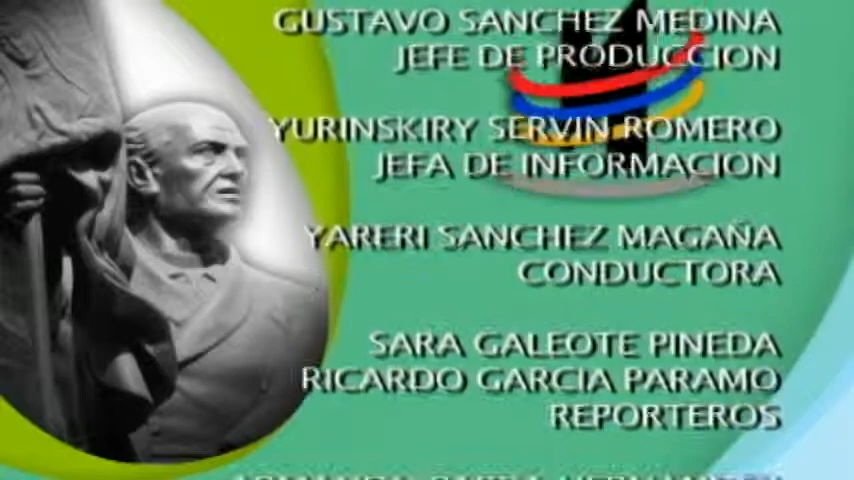 GUSTAVO SANCHEZ MEDINA
JEFE DE PRODUCCION
YURINSKIRY SERVIN ROMERO
JEFA DE INFORMACION
YARERI SANCHEZ MAGAÑA
CONDUCTORA
SARA GALEOTE PINEDA
RICARDO GARCIA PARAMO
REPORTEROS